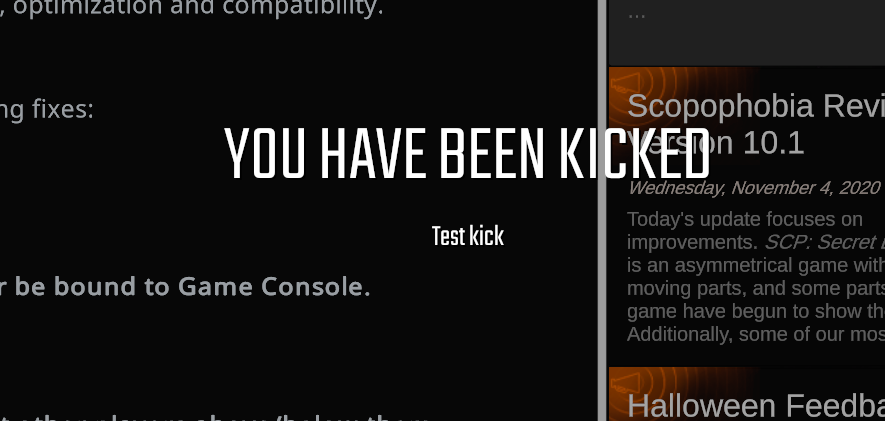 , optimization and compatibility.
ng fixes:
YOU HAVE BEEN KICKED
Test kick
r be bound to Game Console.
...
Scopophobia Revi
Version 10.1
Wednesday, November 4, 2020
Today's update focuses on
improvements. SCP: Secret L
is an asymmetrical game with
moving parts, and some parts
game have begun to show the
Additionally, some of our mos
Halloween Feedba